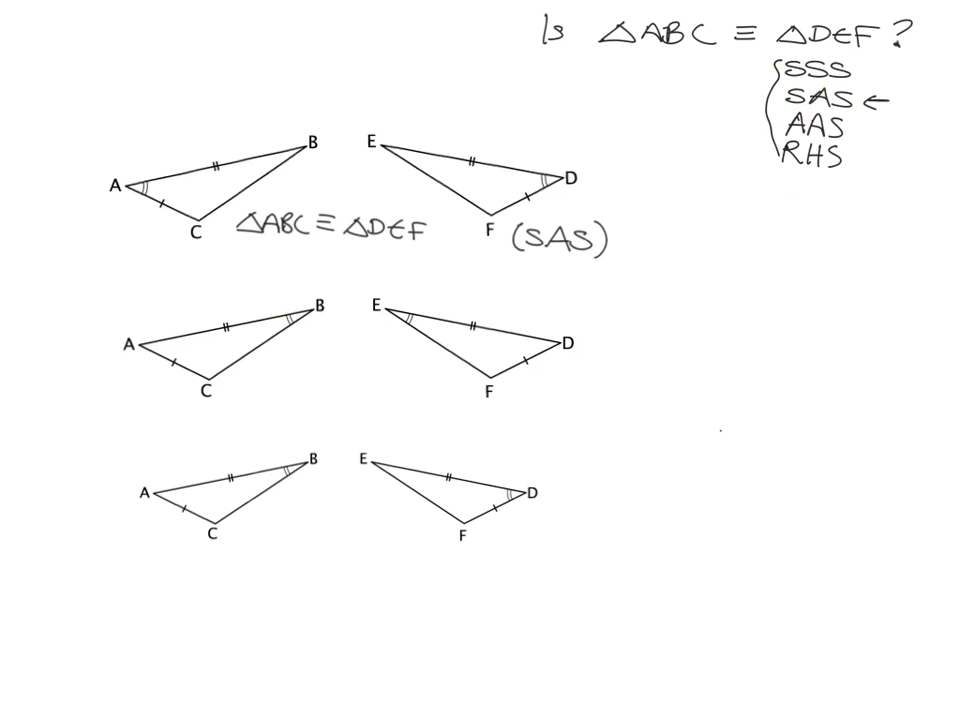 Is △ABC ≡ △DEF ?
SSS
SAS ←
AAS
RHS
B E
A D
C F
△ABC ≡ △DEF (SAS)
B E
A D
C F
B E
A D
C F